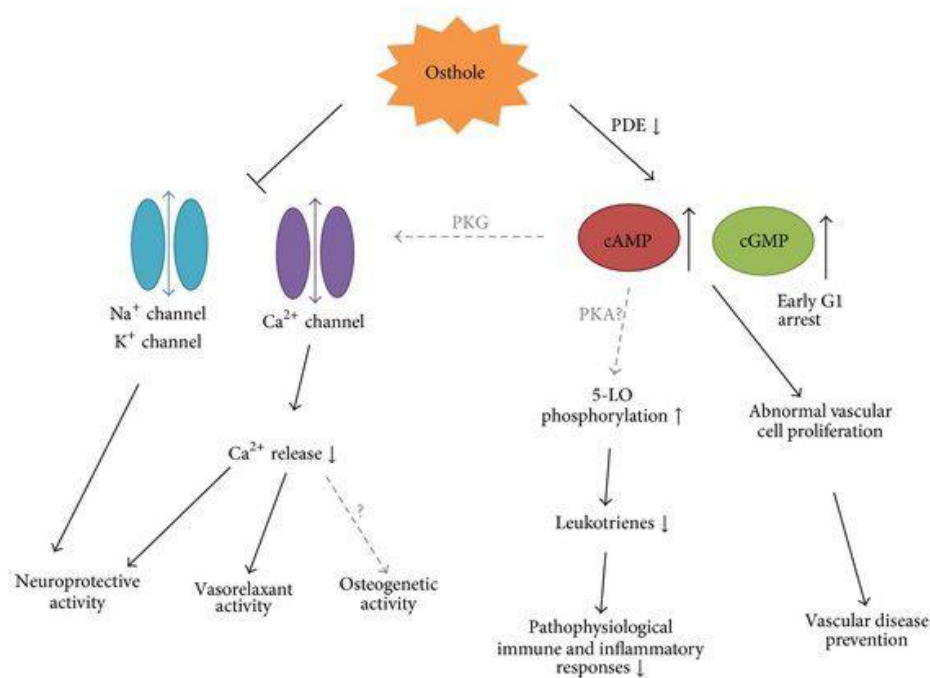 Osthole
PDE ↓
PKG
cAMP
cGMP
Na⁺ channel
K⁺ channel
Ca²⁺ channel
Early G1
arrest
PKA?
5-LO
phosphorylation ↑
Abnormal vascular
cell proliferation
Ca²⁺ release ↓
?
Leukotrienes ↓
Neuroprotective
activity
Vasorelaxant
activity
Osteogenetic
activity
Pathophysiological
immune and inflammatory
responses ↓
Vascular disease
prevention